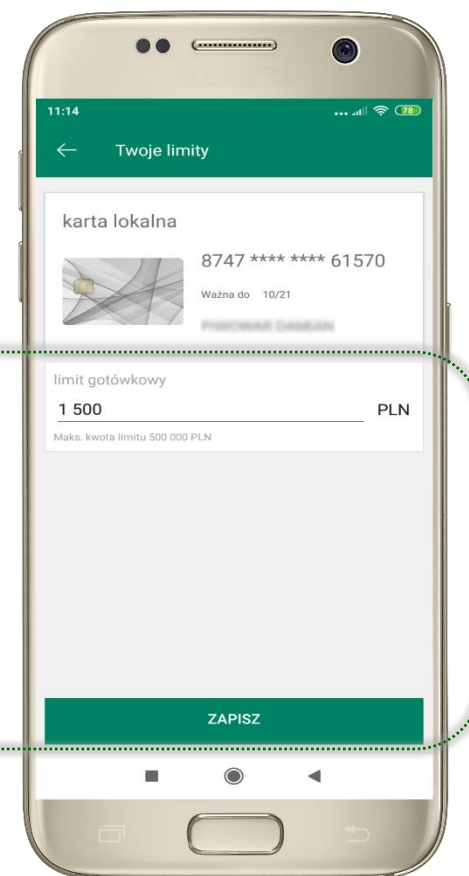 11:14
78
Twoje limity
karta lokalna
8747 **** **** 61570
Ważna do 10/21
limit gotówkowy
1 500 PLN
Maks. kwota limitu 500 000 PLN
ZAPISZ